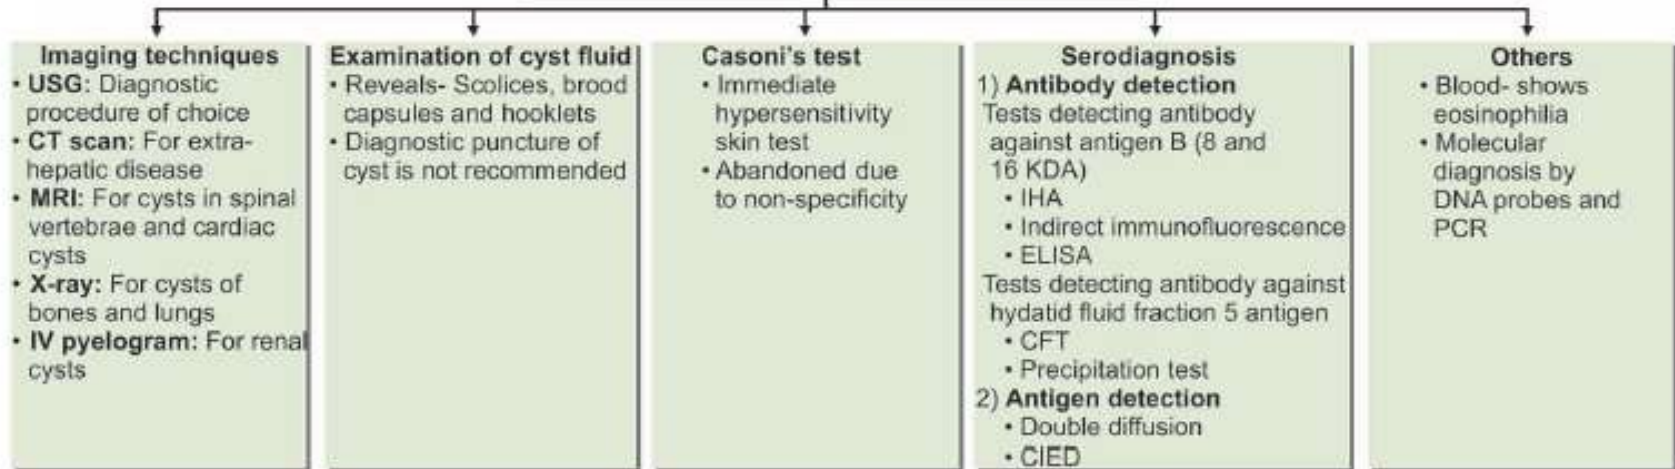 Imaging techniques
• USG: Diagnostic
procedure of choice
• CT scan: For extra-
hepatic disease
• MRI: For cysts in spinal
vertebrae and cardiac
cysts
• X-ray: For cysts of
bones and lungs
• IV pyelogram: For renal
cysts
Examination of cyst fluid
• Reveals- Scolices, brood
capsules and hooklets
• Diagnostic puncture of
cyst is not recommended
Casoni's test
• Immediate
hypersensitivity
skin test
• Abandoned due
to non-specificity
Serodiagnosis
1) Antibody detection
Tests detecting antibody
against antigen B (8 and
16 KDA)
• IHA
• Indirect immunofluorescence
• ELISA
Tests detecting antibody against
hydatid fluid fraction 5 antigen
• CFT
• Precipitation test
2) Antigen detection
• Double diffusion
• CIED
Others
• Blood- shows
eosinophilia
• Molecular
diagnosis by
DNA probes and
PCR